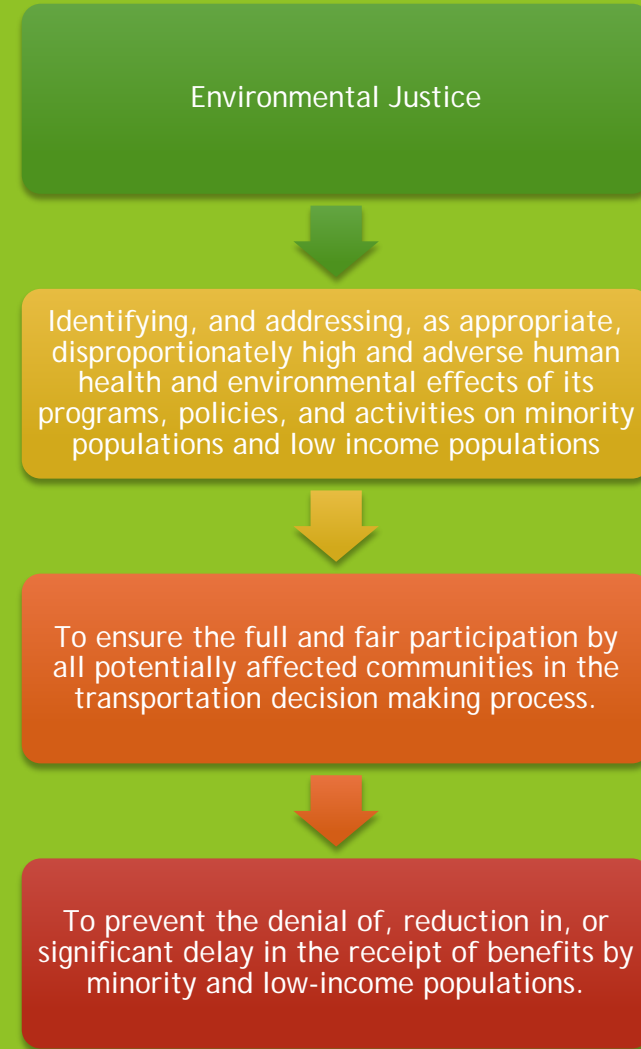 Environmental Justice
Identifying, and addressing, as appropriate,
disproportionately high and adverse human
health and environmental effects of its
programs, policies, and activities on minority
populations and low income populations
To ensure the full and fair participation by
all potentially affected communities in the
transportation decision making process.
To prevent the denial of, reduction in, or
significant delay in the receipt of benefits by
minority and low-income populations.